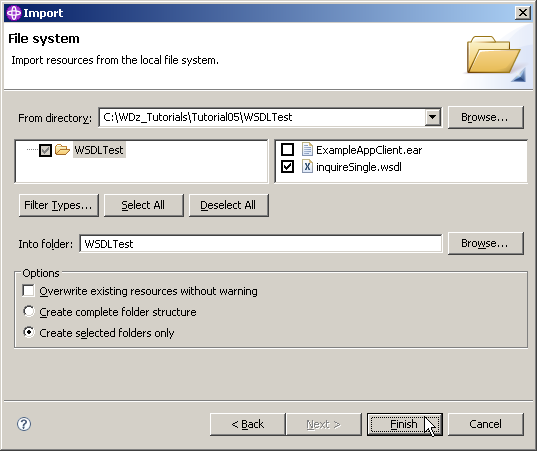 Import
File system
Import resources from the local file system.
From directory: C:\WDz_Tutorials\Tutorial05\WSDLTest Browse...
WSDLTest
ExampleAppClient.ear
inquireSingle.wsdl
Filter Types... Select All Deselect All
Into folder: WSDLTest Browse...
Options
Overwrite existing resources without warning
Create complete folder structure
Create selected folders only
? < Back Next > Finish Cancel